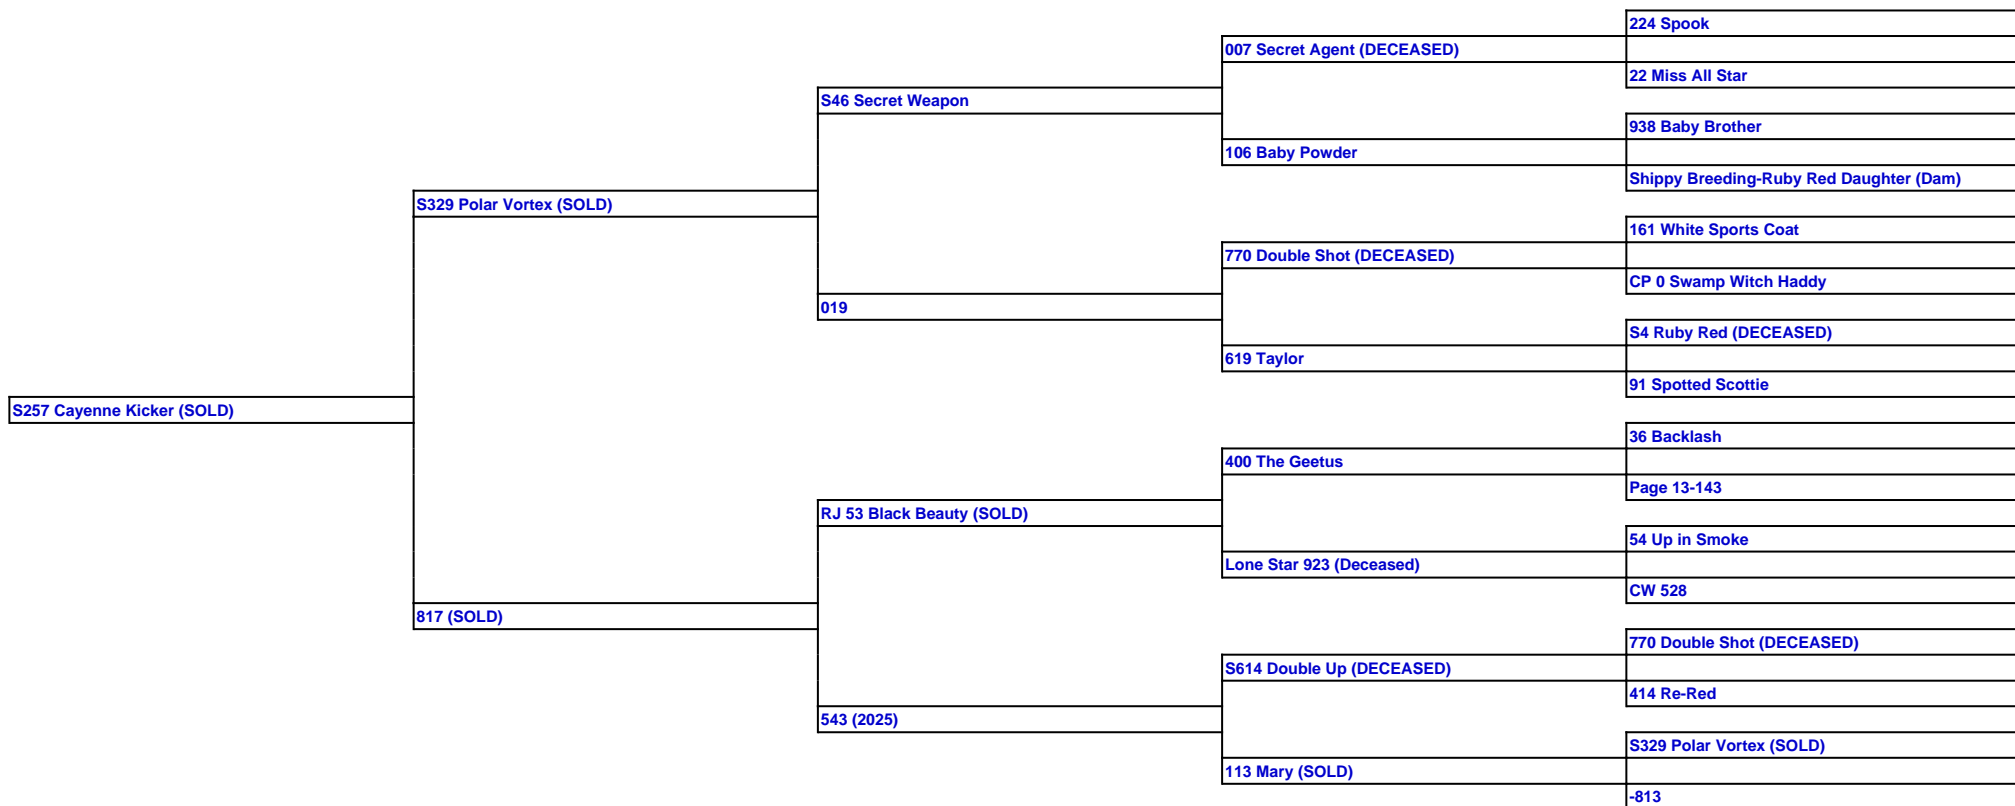 224 Spook
007 Secret Agent (DECEASED)
22 Miss All Star
S46 Secret Weapon
938 Baby Brother
106 Baby Powder
Shippy Breeding-Ruby Red Daughter (Dam)
S329 Polar Vortex (SOLD)
161 White Sports Coat
770 Double Shot (DECEASED)
CP 0 Swamp Witch Haddy
019
S4 Ruby Red (DECEASED)
619 Taylor
91 Spotted Scottie
S257 Cayenne Kicker (SOLD)
36 Backlash
400 The Geetus
Page 13-143
RJ 53 Black Beauty (SOLD)
54 Up in Smoke
Lone Star 923 (Deceased)
CW 528
817 (SOLD)
770 Double Shot (DECEASED)
S614 Double Up (DECEASED)
414 Re-Red
543 (2025)
S329 Polar Vortex (SOLD)
113 Mary (SOLD)
-813